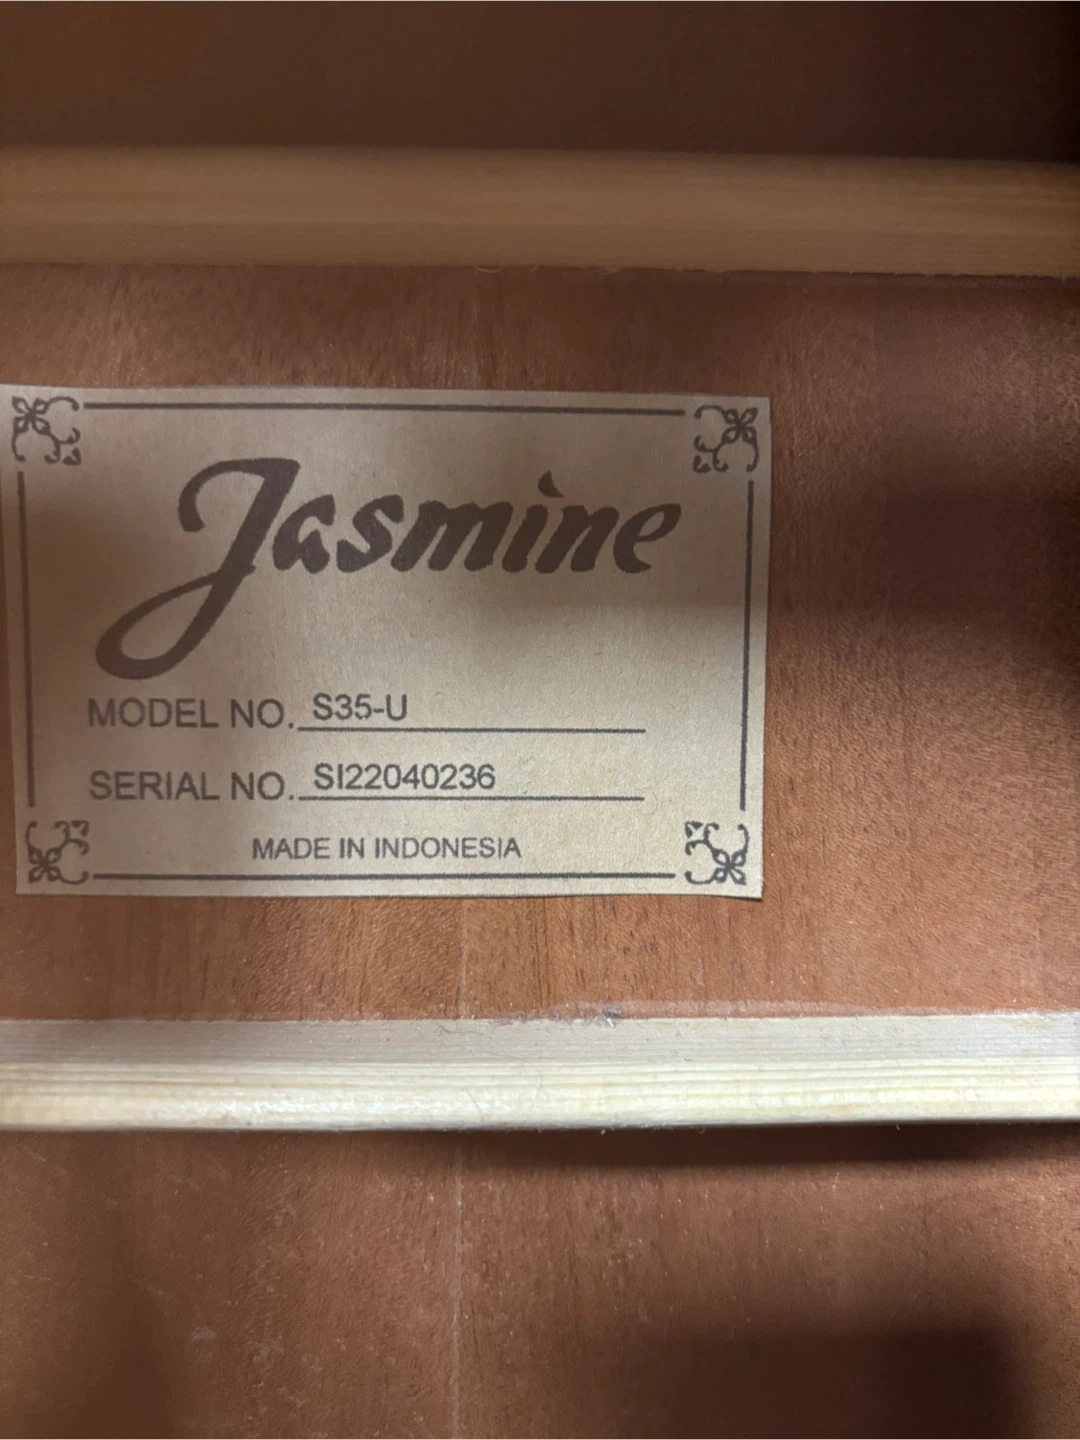 Jasmine
MODEL NO. S35-U
SERIAL NO. SI22040236
MADE IN INDONESIA